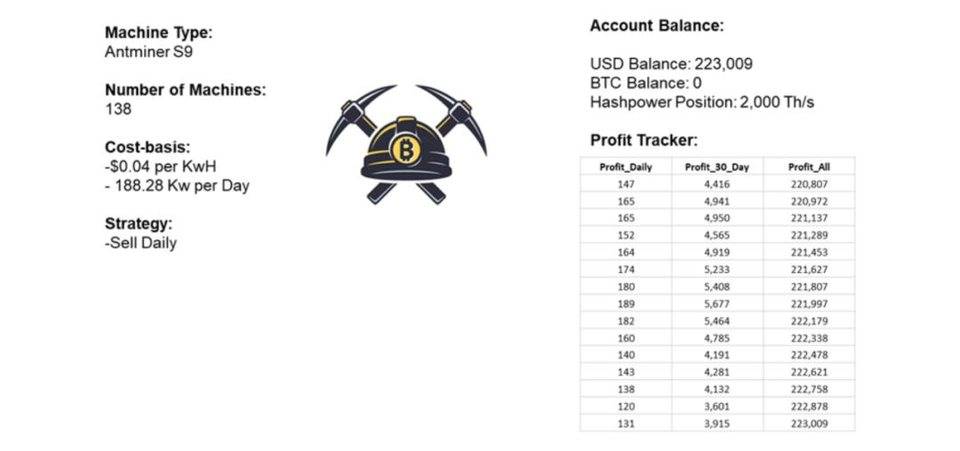 Machine Type:
Antminer S9
Number of Machines:
138
Cost-basis:
-$0.04 per KwH
- 188.28 Kw per Day
Strategy:
-Sell Daily
B
Account Balance:
USD Balance: 223,009
BTC Balance: 0
Hashpower Position: 2,000 Th/s
Profit Tracker:
Profit_Daily Profit_30_Day Profit_All
147 4,416 220,807
165 4,941 220,972
165 4,950 221,137
152 4,565 221,289
164 4,919 221,453
174 5,233 221,627
180 5,408 221,807
189 5,677 221,997
182 5,464 222,179
160 4,785 222,338
140 4,191 222,478
143 4,281 222,621
138 4,132 222,758
120 3,601 222,878
131 3,915 223,009